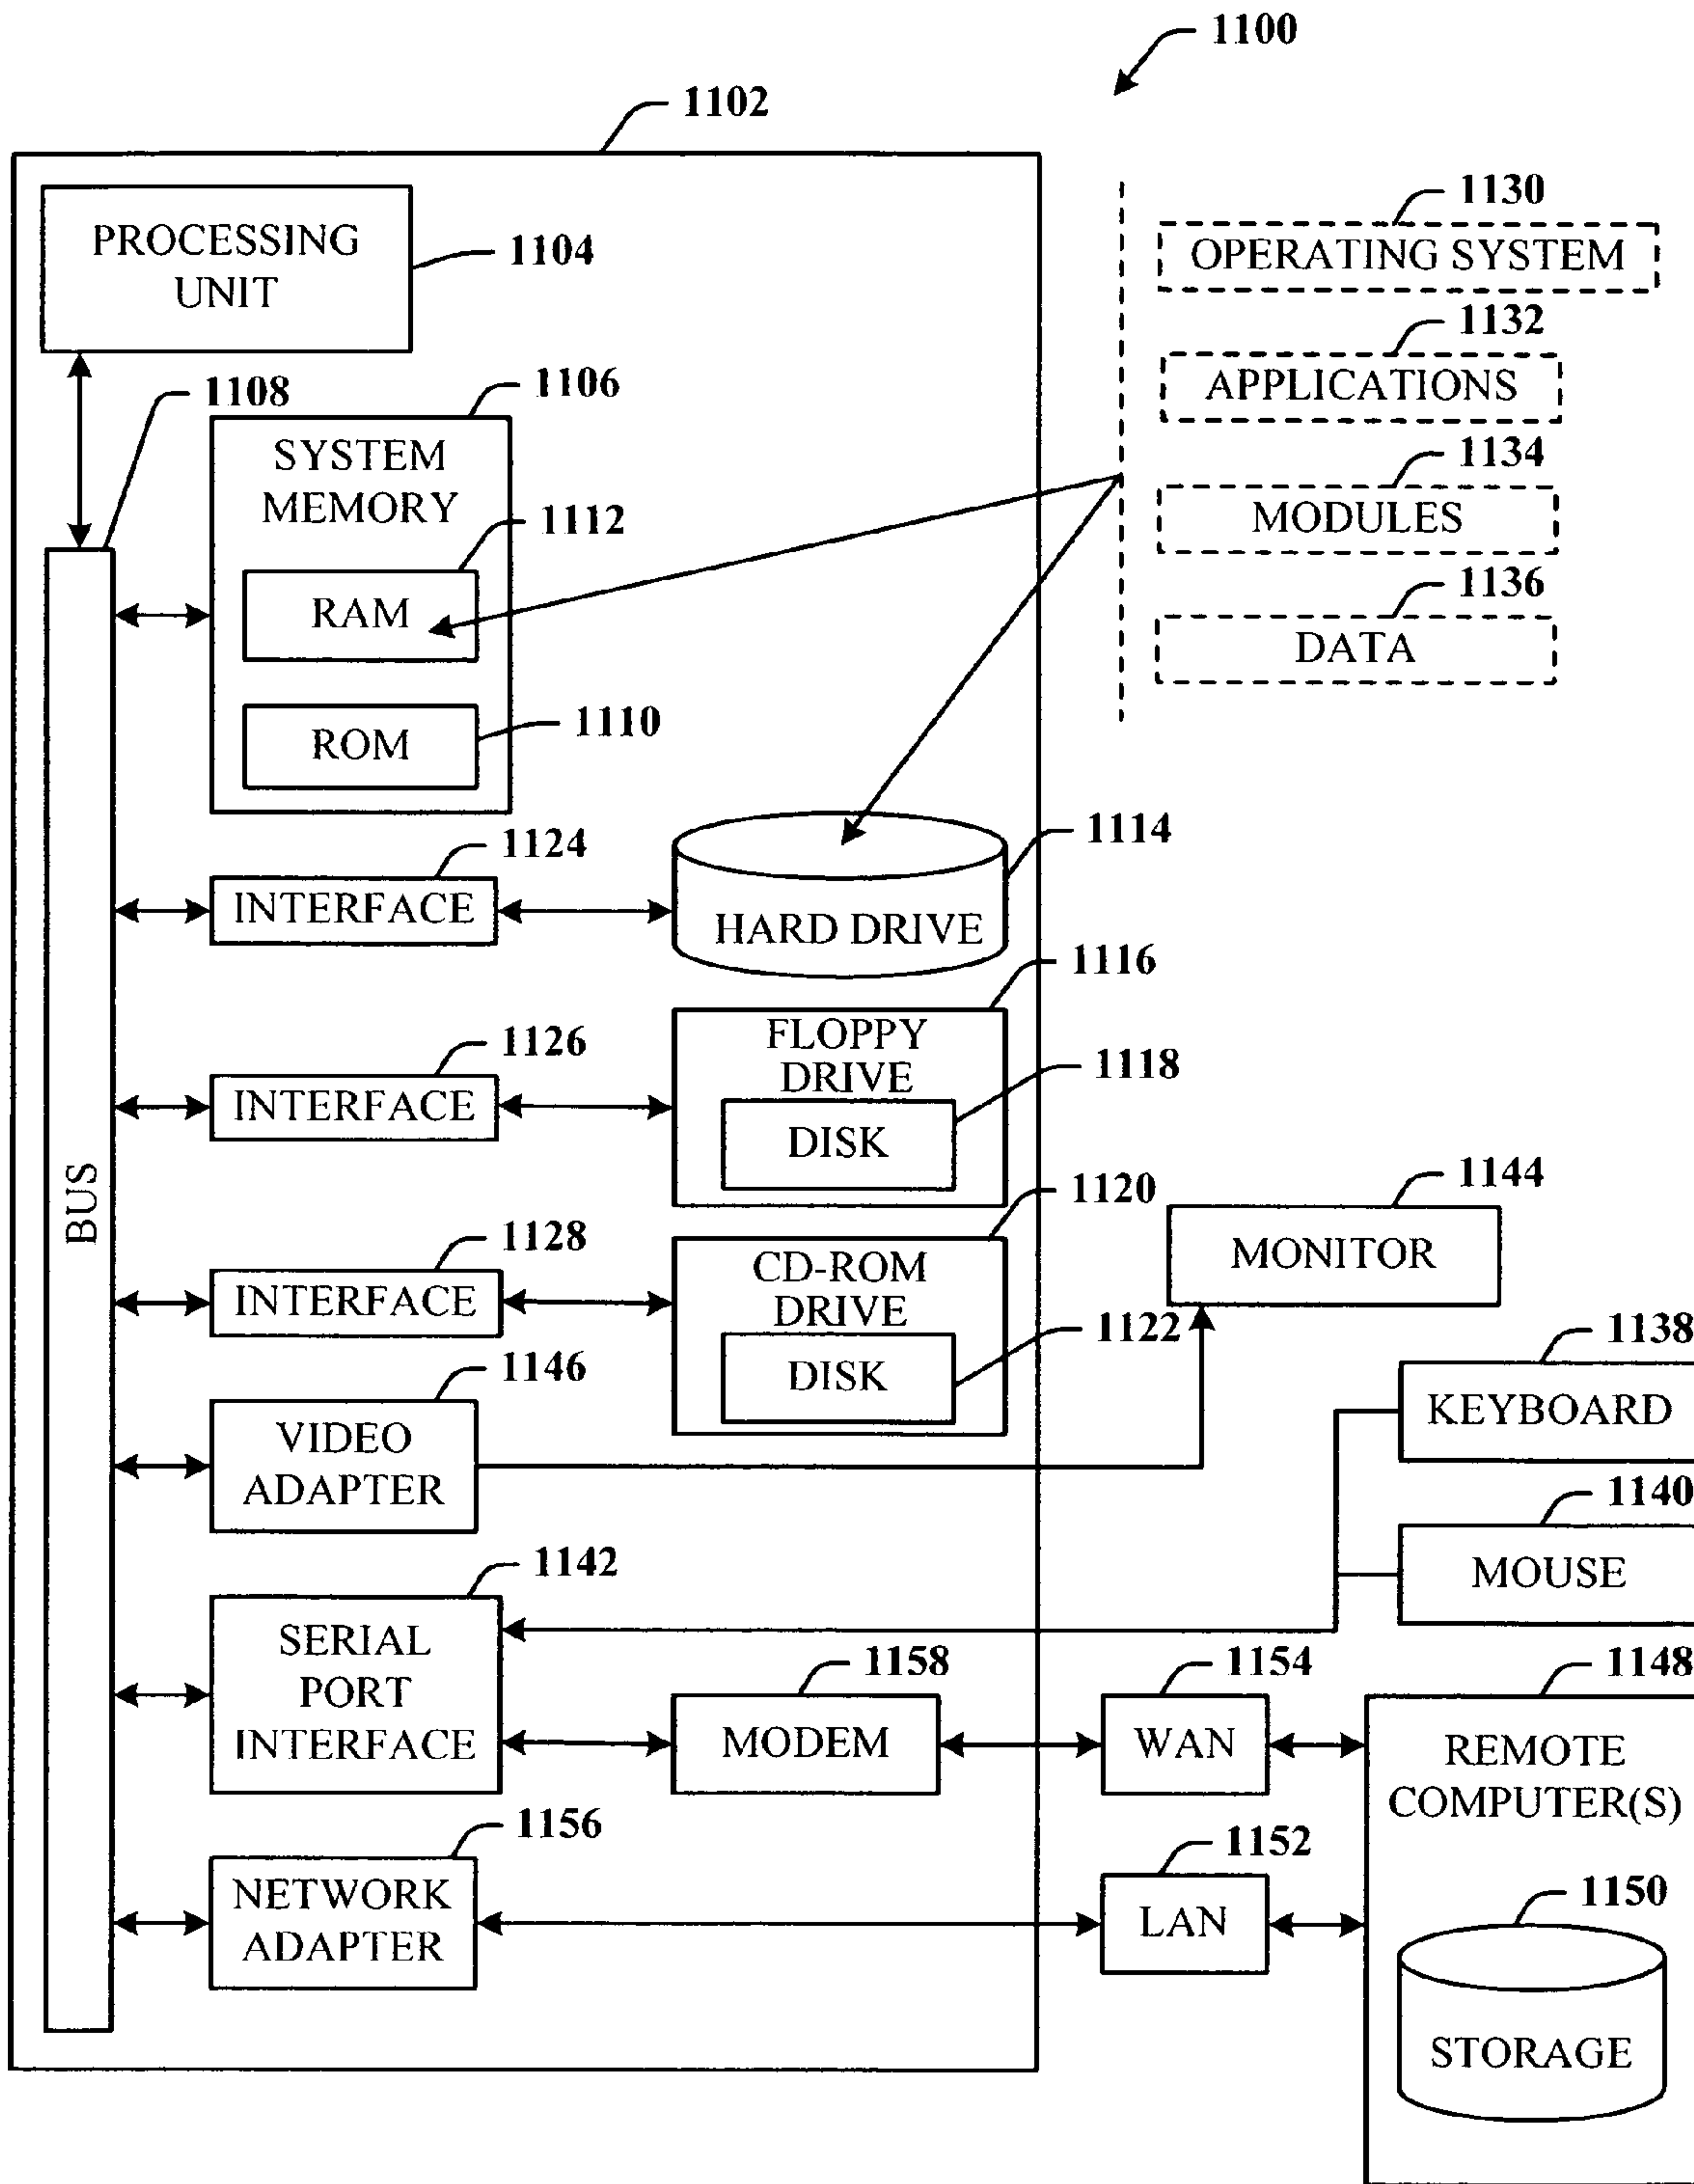 1100
1102
PROCESSING
UNIT
1104
1130
OPERATING SYSTEM
1132
APPLICATIONS
1134
MODULES
1136
DATA
1108
1106
SYSTEM
MEMORY
1112
RAM
1110
ROM
1124
INTERFACE
1114
HARD DRIVE
1116
FLOPPY
DRIVE
1126
INTERFACE
1118
DISK
BUS
1120
CD-ROM
DRIVE
1128
INTERFACE
1122
DISK
1144
MONITOR
1138
KEYBOARD
1146
VIDEO
ADAPTER
1140
MOUSE
1142
SERIAL
PORT
INTERFACE
1158
MODEM
1154
WAN
1148
REMOTE
COMPUTER(S)
1156
NETWORK
ADAPTER
1152
LAN
1150
STORAGE